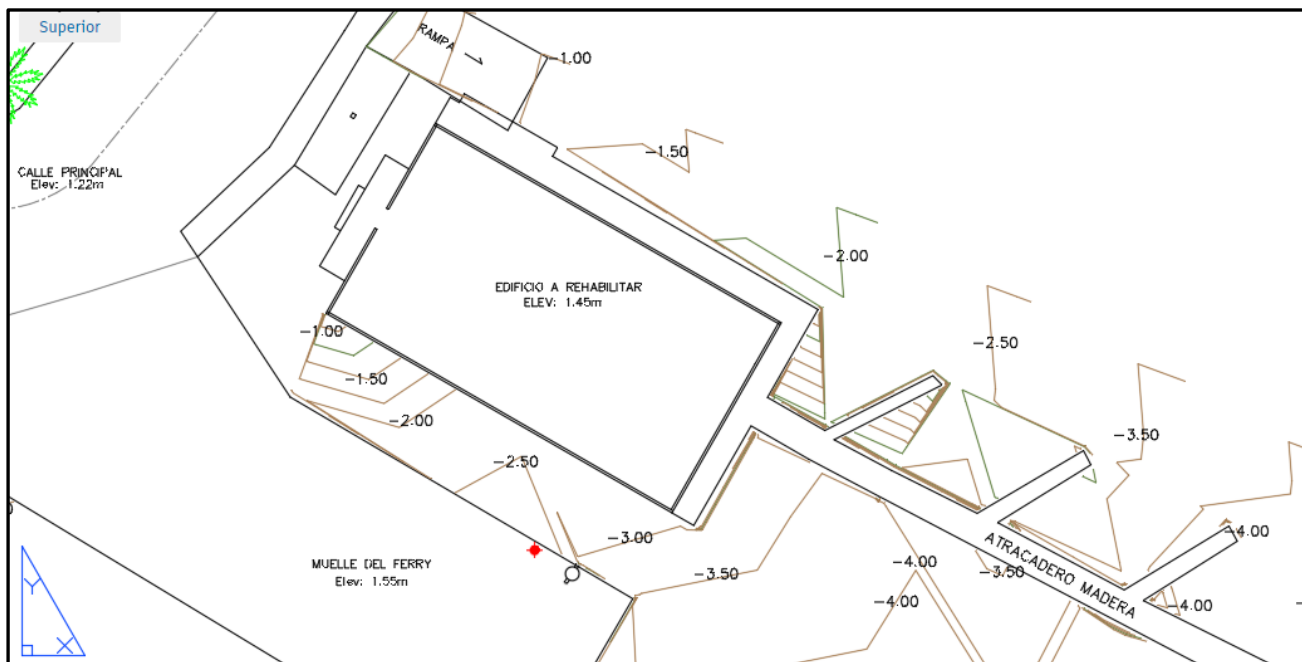 Superior
RAMPA
-1.00
-1.50
CALLE PRINCIPAL
Elev: 1.22m
-2.00
EDIFICIO A REHABILITAR
ELEV: 1.45m
-1.00
-2.50
-1.50
-2.00
-3.50
-2.50
-3.00
-4.00
ATRACADERO MADERA
-4.00
-3.50
-3.50
MUELLE DEL FERRY
Elev: 1.55m
-4.00
-4.00
Y
X